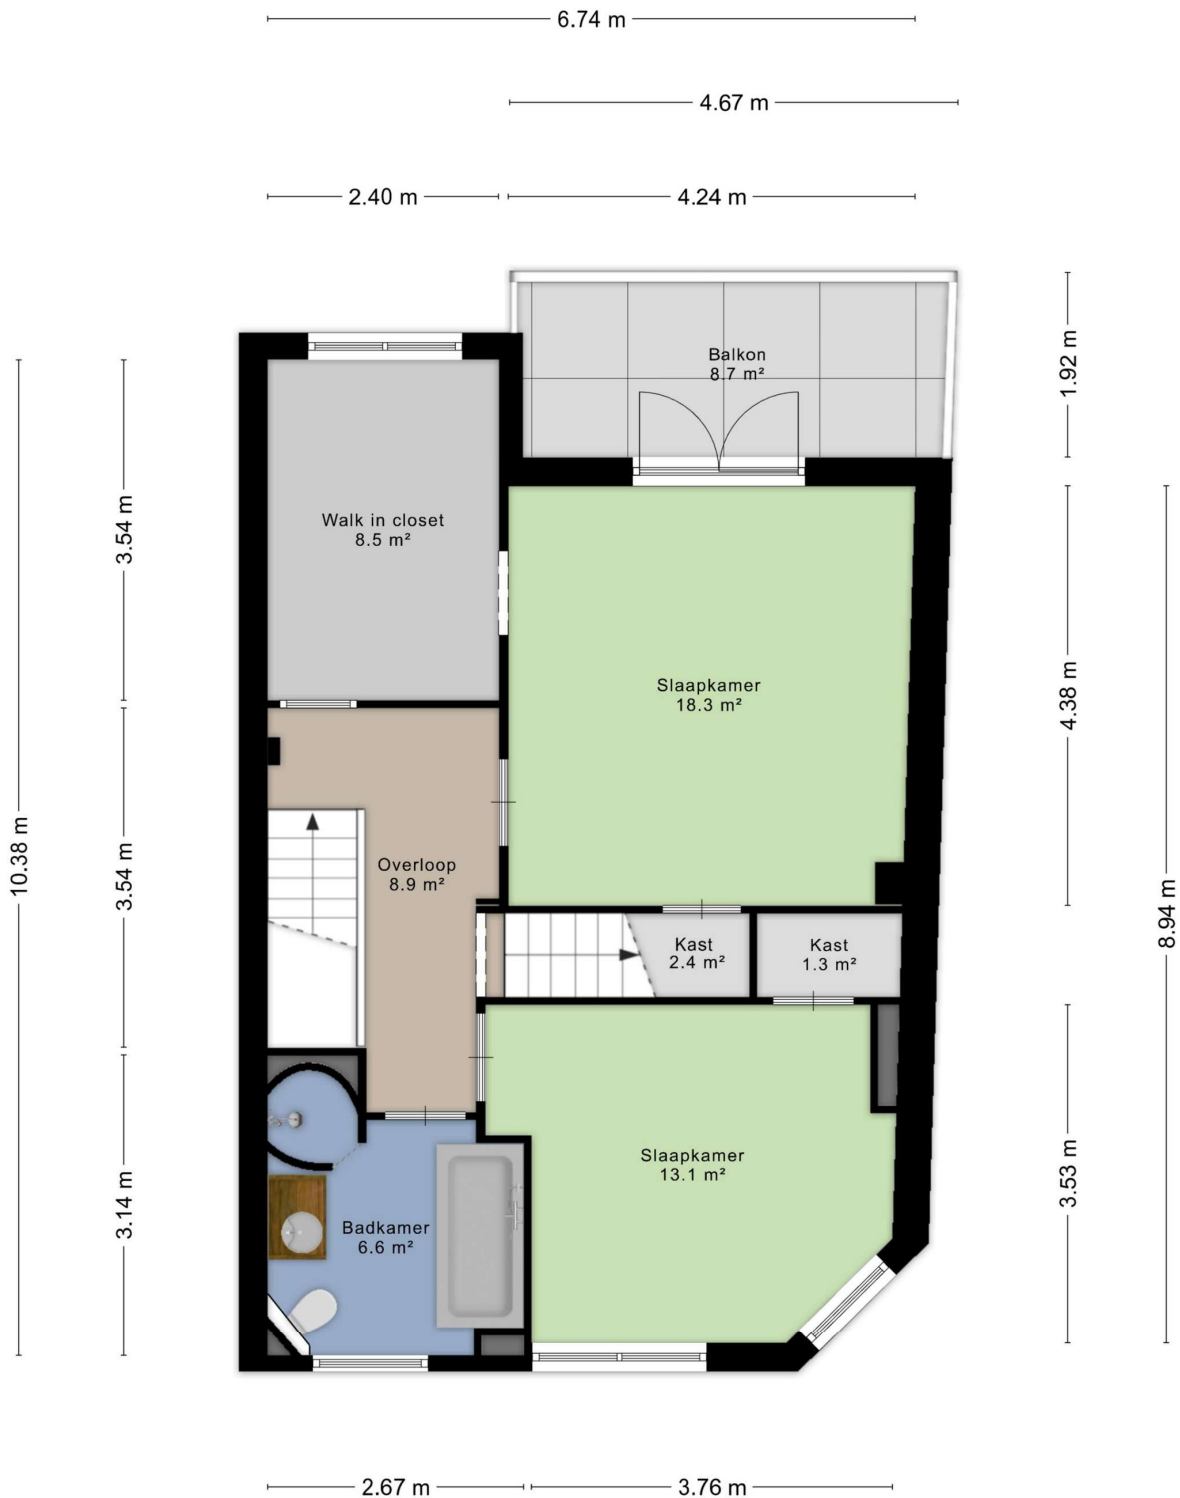 6.74 m
4.67 m
2.40 m
4.24 m
Balkon
8.7 m²
1.92 m
Walk in closet
8.5 m²
3.54 m
Slaapkamer
18.3 m²
4.38 m
10.38 m
3.54 m
Overloop
8.9 m²
Kast
2.4 m²
Kast
1.3 m²
8.94 m
Slaapkamer
13.1 m²
3.53 m
3.14 m
Badkamer
6.6 m²
2.67 m
3.76 m